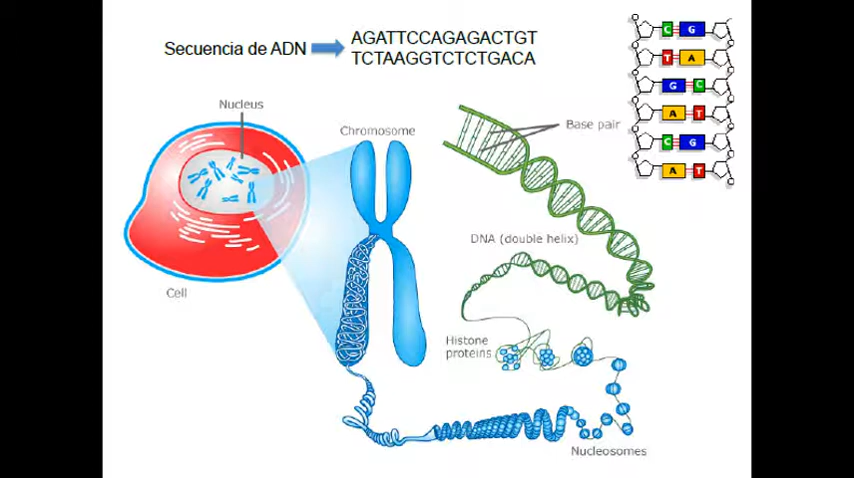 Secuencia de ADN
AGATTCCAGAGACTGT
TCTAAGGTCTCTGACA
C G
T A
G C
A T
C G
A T
Nucleus
Chromosome
Base pair
DNA (double helix)
Cell
Histone
proteins
Nucleosomes